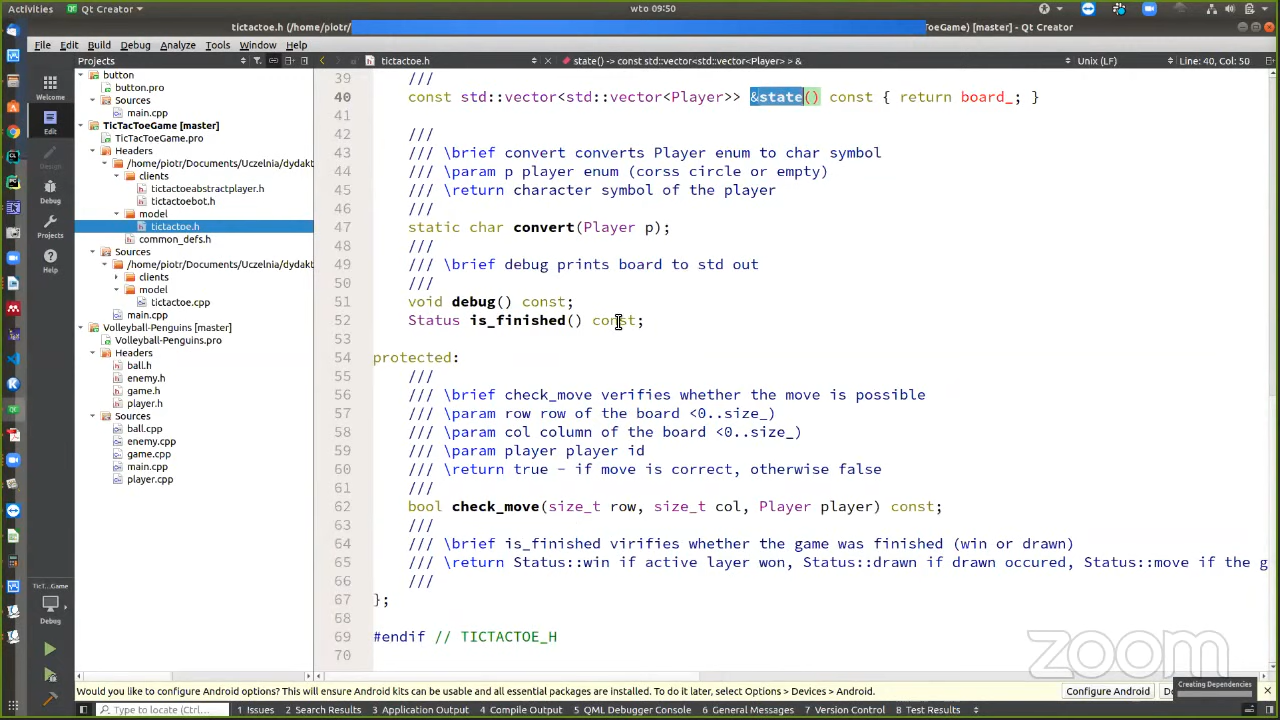 Activities
Qt Creator
wto 09:50
tictactoe.h (/home/piotr/
ToeGame) [master] - Qt Creator
File Edit Build Debug Analyze Tools Window Help
Projects
tictactoe.h
state() -> const std::vector<std::vector<Player>> &
Unix (LF)
Line: 40, Col: 50
Welcome
Edit
Design
Debug
Projects
Help
TicT...Game
Debug
button
button.pro
Sources
main.cpp
TicTacToeGame [master]
TicTacToeGame.pro
Headers
/home/piotr/Documents/Uczelnia/dydakt
clients
tictactoeabstractplayer.h
tictactoebot.h
model
tictactoe.h
common_defs.h
Sources
/home/piotr/Documents/Uczelnia/dydakt
clients
model
tictactoe.cpp
main.cpp
Volleyball-Penguins [master]
Volleyball-Penguins.pro
Headers
ball.h
enemy.h
game.h
player.h
Sources
ball.cpp
enemy.cpp
game.cpp
main.cpp
player.cpp
39 ///
40 const std::vector<std::vector<Player>> &state() const { return board_; }
41
42 ///
43 /// \brief convert converts Player enum to char symbol
44 /// \param p player enum (corss circle or empty)
45 /// \return character symbol of the player
46 ///
47 static char convert(Player p);
48 ///
49 /// \brief debug prints board to std out
50 ///
51 void debug() const;
52 Status is_finished() const;
53
54 protected:
55 ///
56 /// \brief check_move verifies whether the move is possible
57 /// \param row row of the board <0..size_)
58 /// \param col column of the board <0..size_)
59 /// \param player player id
60 /// \return true - if move is correct, otherwise false
61 ///
62 bool check_move(size_t row, size_t col, Player player) const;
63 ///
64 /// \brief is_finished virifies whether the game was finished (win or drawn)
65 /// \return Status::win if active layer won, Status::drawn if drawn occured, Status::move if the g
66 ///
67 };
68
69 #endif // TICTACTOE_H
70
zoom
Creating Dependencies
Would you like to configure Android options? This will ensure Android kits can be usable and all essential packages are installed. To do it later, select Options > Devices > Android.
Configure Android
Type to locate (Ctrl...
1 Issues 2 Search Results 3 Application Output 4 Compile Output 5 QML Debugger Console 6 General Messages 7 Version Control 8 Test Results